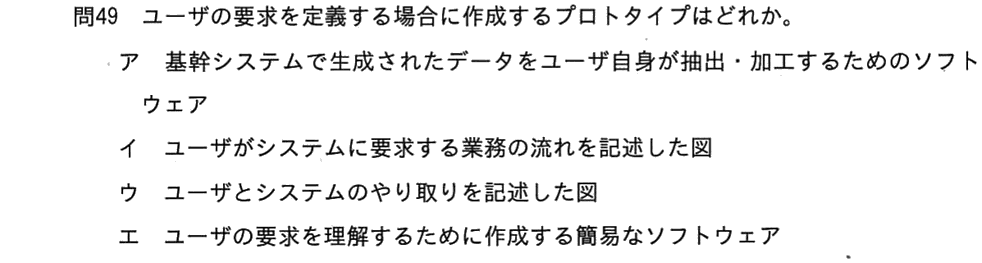 問49　ユーザの要求を定義する場合に作成するプロトタイプはどれか。
ア　基幹システムで生成されたデータをユーザ自身が抽出・加工するためのソフト
ウェア
イ　ユーザがシステムに要求する業務の流れを記述した図
ウ　ユーザとシステムのやり取りを記述した図
エ　ユーザの要求を理解するために作成する簡易なソフトウェア